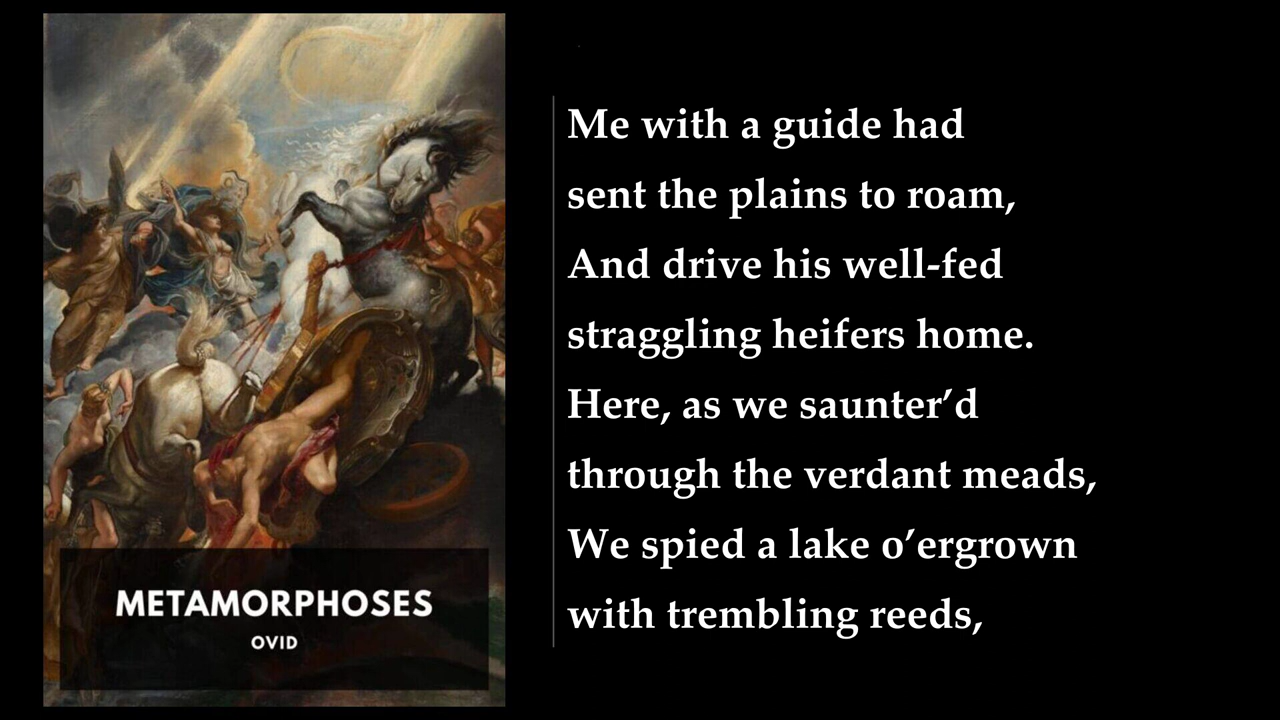 METAMORPHOSES
OVID
Me with a guide had
sent the plains to roam,
And drive his well-fed
straggling heifers home.
Here, as we saunter’d
through the verdant meads,
We spied a lake o’ergrown
with trembling reeds,